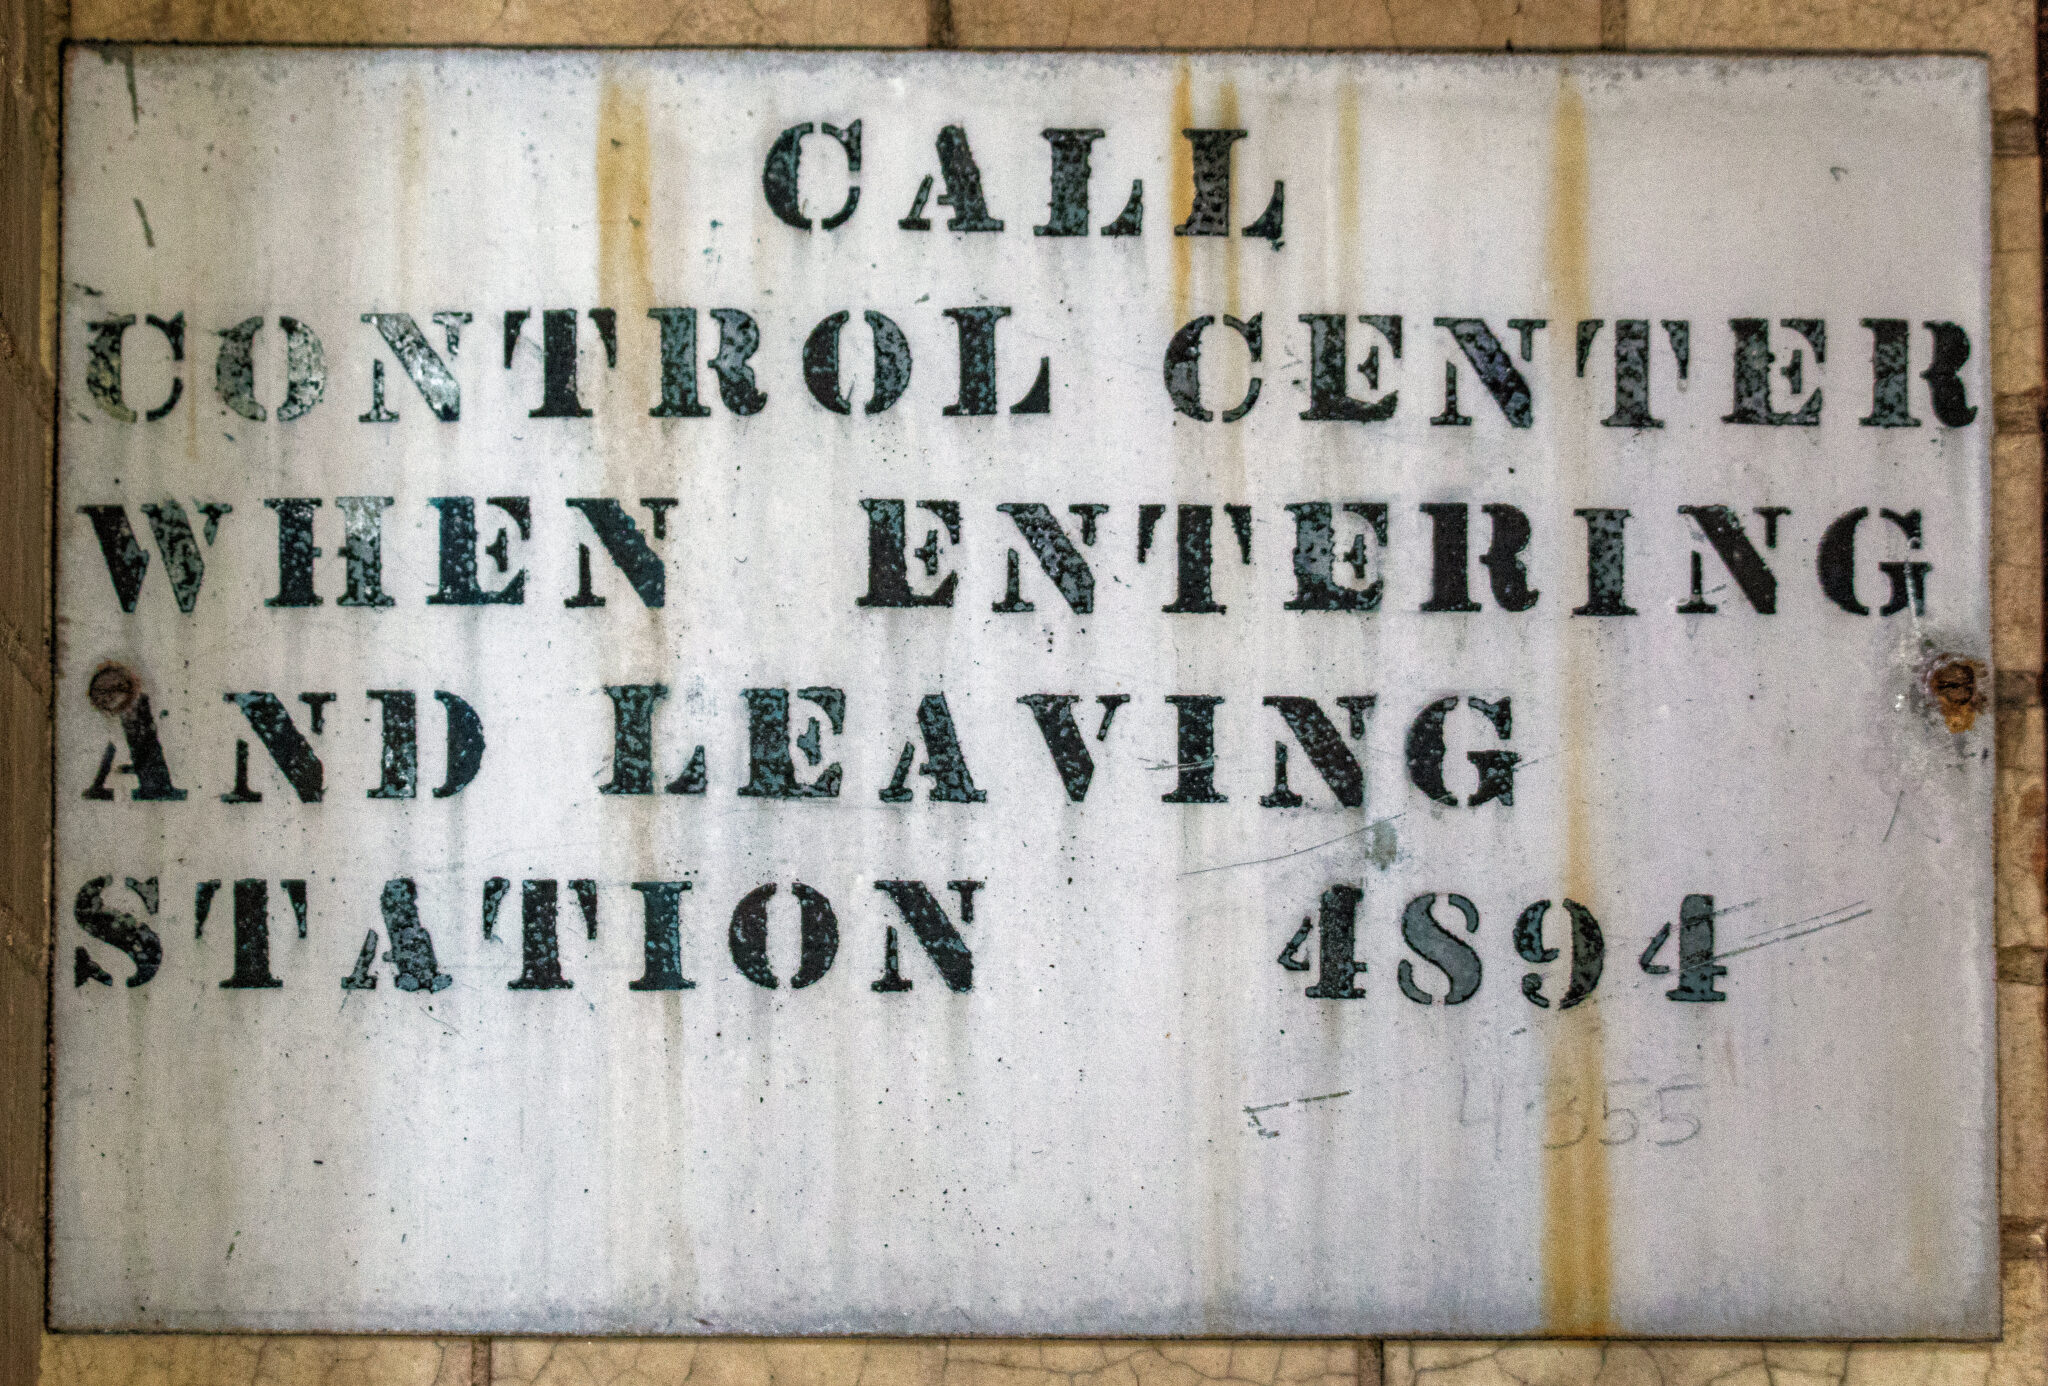 CALL
CONTROL CENTER
WHEN ENTERING
AND LEAVING
STATION 4894
4355